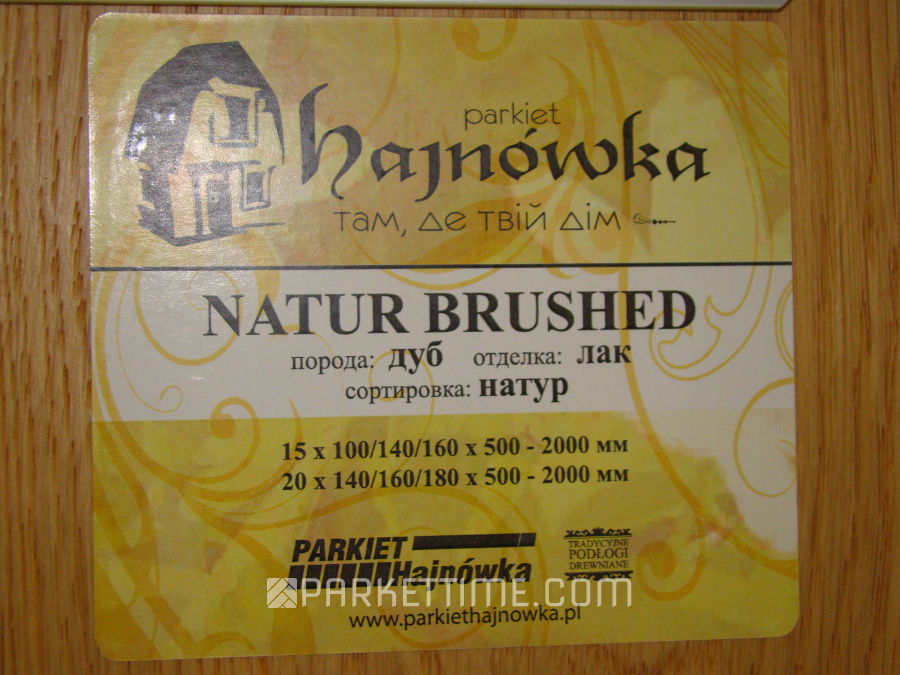 parkiet
hajnówka
там, де твій дім
NATUR BRUSHED
порода: дуб отделка: лак
сортировка: натур
15 x 100/140/160 x 500 - 2000 мм
20 x 140/160/180 x 500 - 2000 мм
PARKIET
Hajnówka
TRADYCYJNE
PODŁOGI
DREWNIANE
PARKETTIME.COM
www.parkiethajnowka.pl